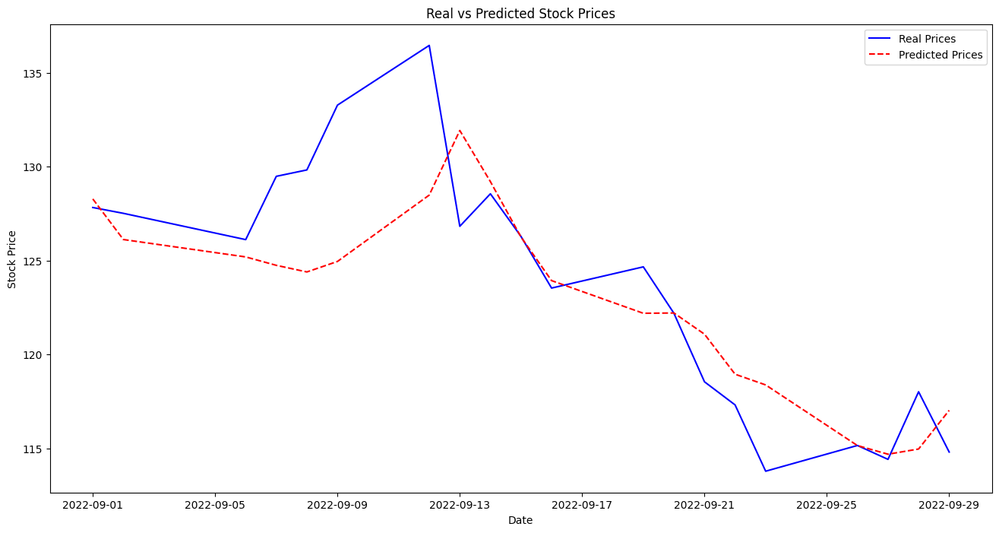 Real vs Predicted Stock Prices
Real Prices
Predicted Prices
Stock Price
135
130
125
120
115
2022-09-01 2022-09-05 2022-09-09 2022-09-13 2022-09-17 2022-09-21 2022-09-25 2022-09-29
Date